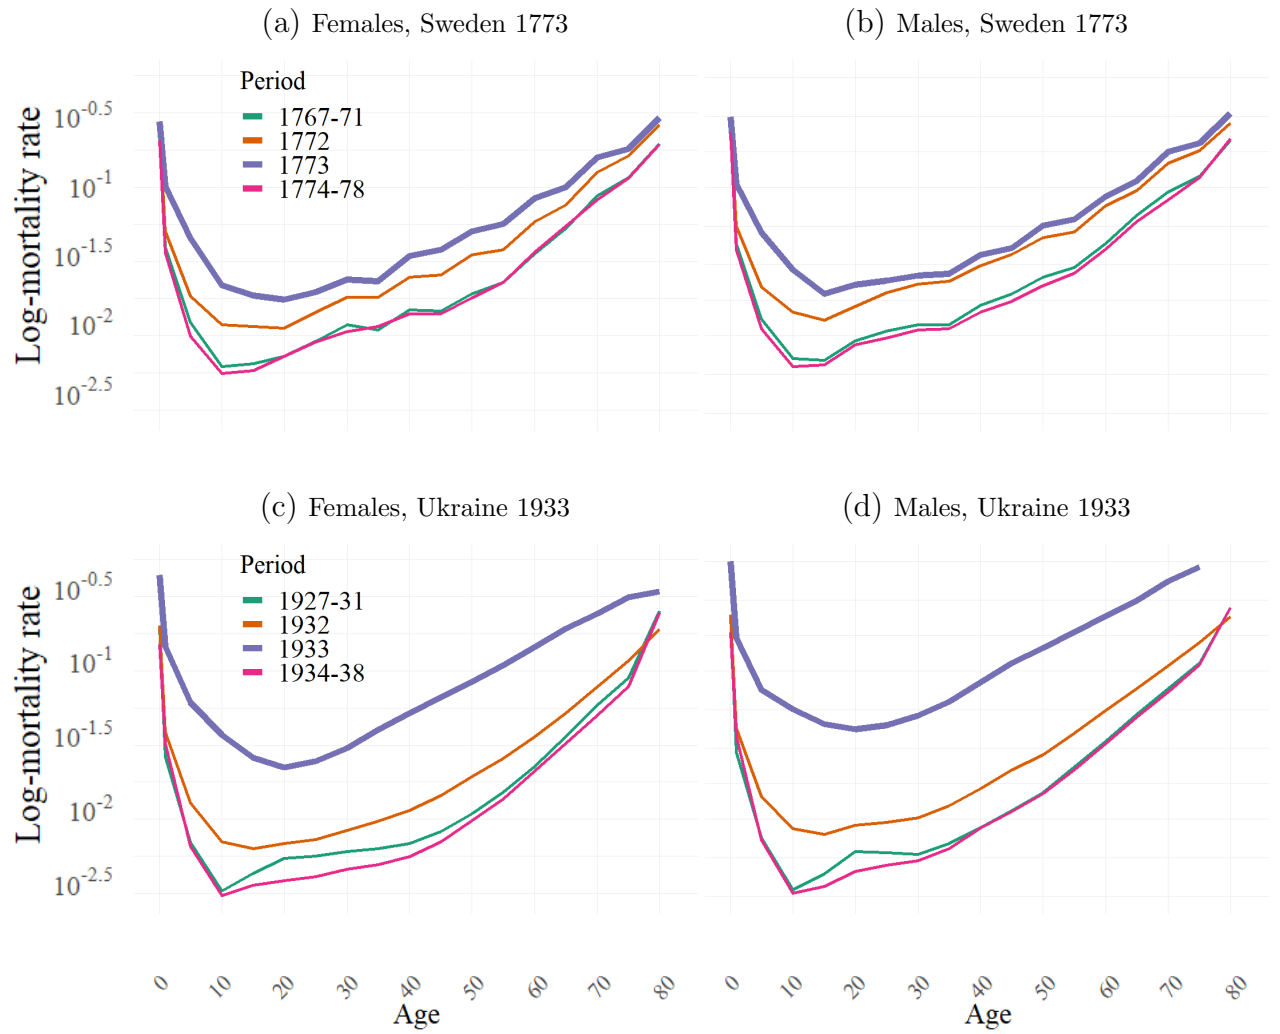 (a) Females, Sweden 1773
(b) Males, Sweden 1773
Log-mortality rate
10^-0.5
10^-1
10^-1.5
10^-2
10^-2.5
Period
1767-71
1772
1773
1774-78
(c) Females, Ukraine 1933
(d) Males, Ukraine 1933
Log-mortality rate
10^-0.5
10^-1
10^-1.5
10^-2
10^-2.5
Period
1927-31
1932
1933
1934-38
0 10 20 30 40 50 60 70 80
0 10 20 30 40 50 60 70 80
Age
Age